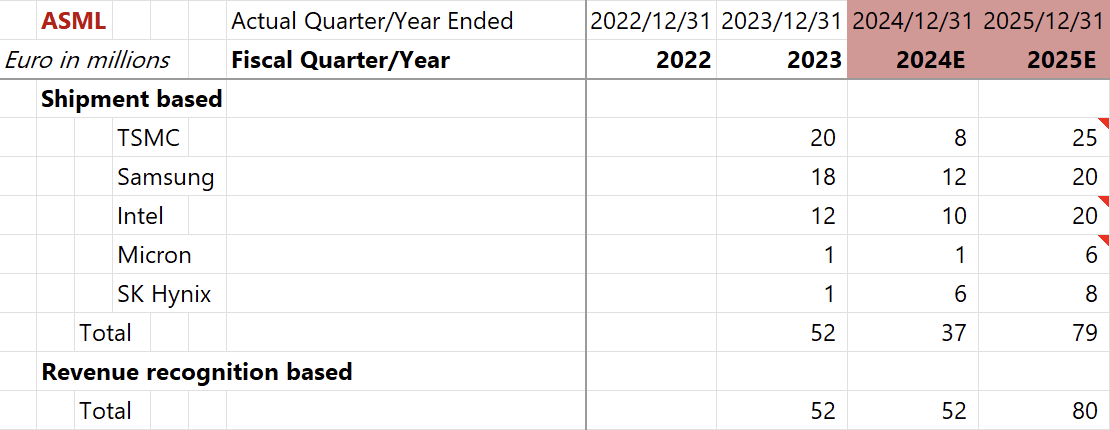 ASML Actual Quarter/Year Ended 2022/12/31 2023/12/31 2024/12/31 2025/12/31
Euro in millions Fiscal Quarter/Year 2022 2023 2024E 2025E
Shipment based
TSMC 20 8 25
Samsung 18 12 20
Intel 12 10 20
Micron 1 1 6
SK Hynix 1 6 8
Total 52 37 79
Revenue recognition based
Total 52 52 80